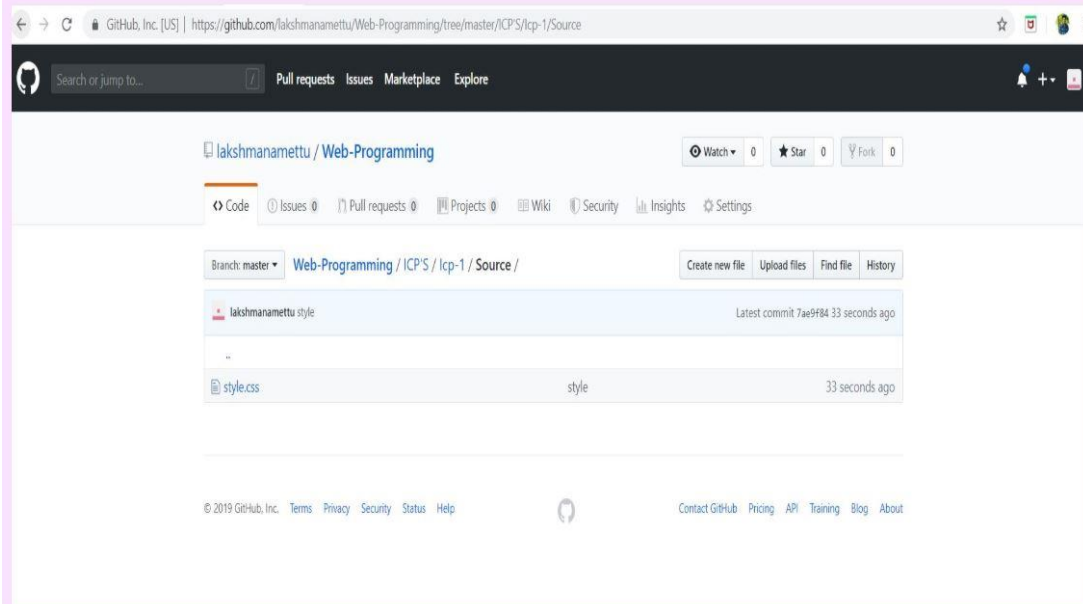 GitHub, Inc. [US] | https://github.com/lakshmanamettu/Web-Programming/tree/master/ICP'S/Icp-1/Source
Search or jump to... / Pull requests Issues Marketplace Explore
lakshmanamettu / Web-Programming Watch 0 Star 0 Fork 0
Code Issues 0 Pull requests 0 Projects 0 Wiki Security Insights Settings
Branch: master Web-Programming / ICP'S / Icp-1 / Source / Create new file Upload files Find file History
lakshmanamettu style Latest commit 7ae9f84 33 seconds ago
..
style.css style 33 seconds ago
© 2019 GitHub, Inc. Terms Privacy Security Status Help Contact GitHub Pricing API Training Blog About